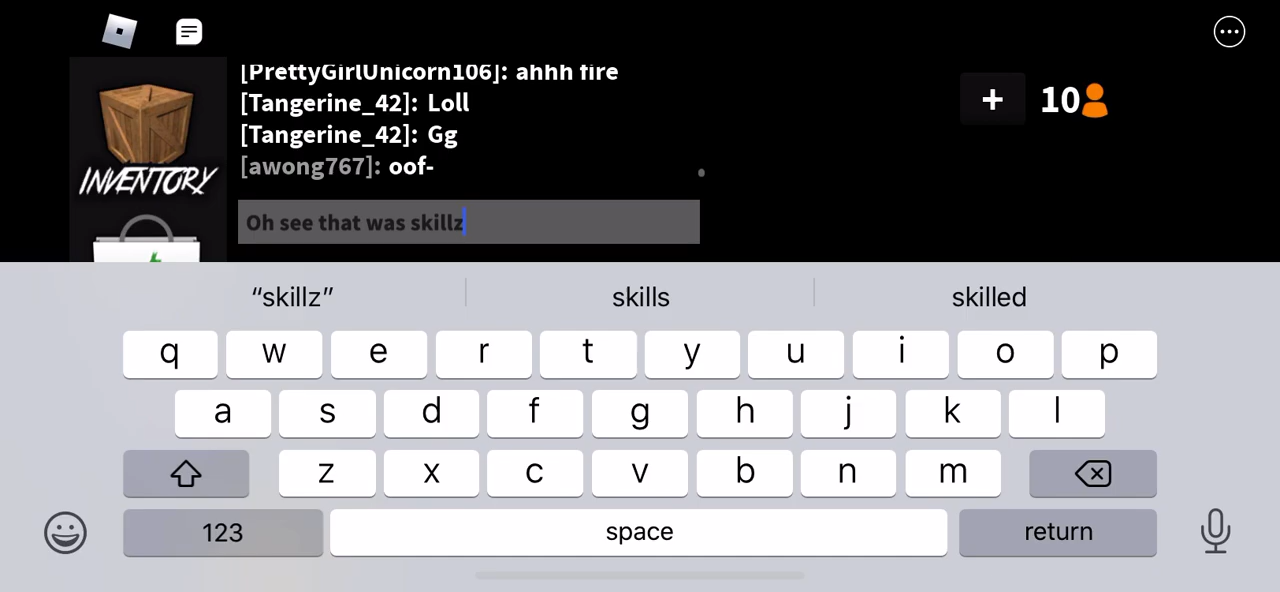 [PrettyGirlUnicorn106]: ahhh fire
[Tangerine_42]: Loll
[Tangerine_42]: Gg
[awong767]: oof-
+ 10
INVENTORY
Oh see that was skillz
“skillz” skills skilled
q w e r t y u i o p
a s d f g h j k l
z x c v b n m
123 space return